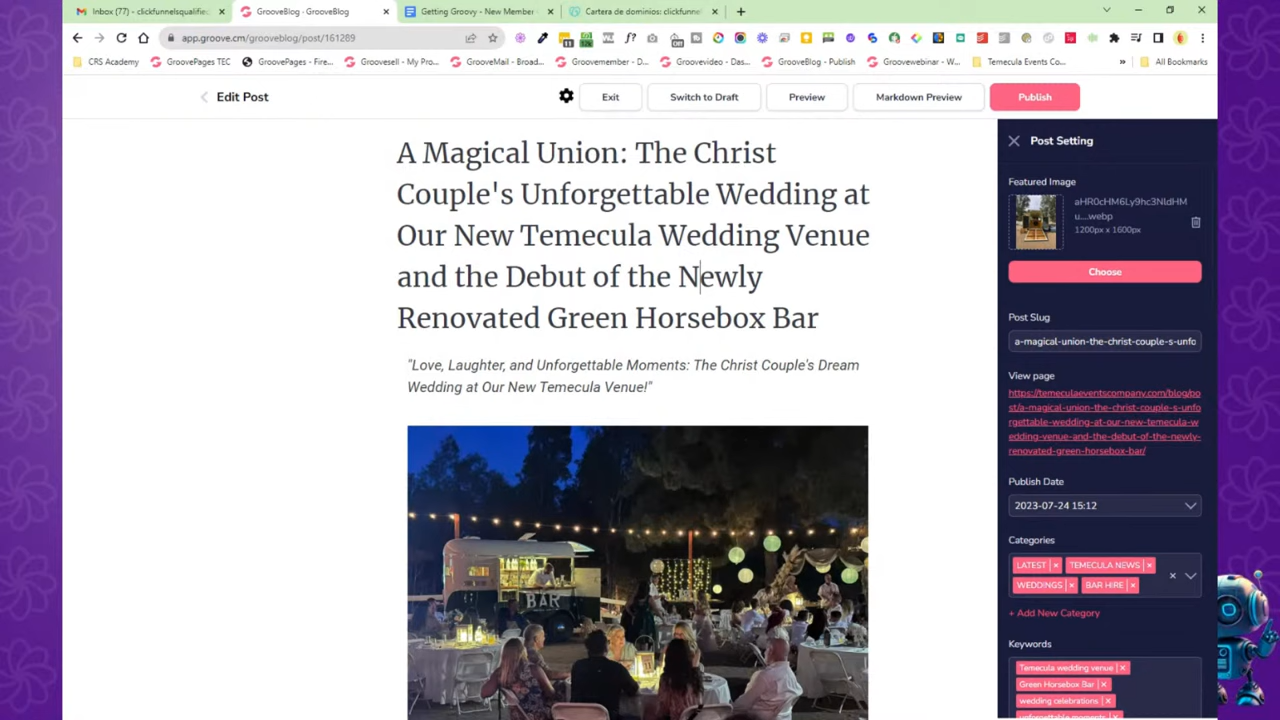 Inbox (77) - clickfunnelsqualifie
GrooveBlog - GrooveBlog
Getting Groovy - New Member
Cartera de dominios: clickfunnel
app.groove.cm/grooveblog/post/161289
CRS Academy
GroovePages TEC
GroovePages - Fire...
Groovesell - My Pro...
GrooveMail - Broad...
Groovemember - D...
Groovevideo - Das...
GrooveBlog - Publish
Groovewebinar - W...
Temecula Events Co...
»
All Bookmarks
Edit Post
Exit
Switch to Draft
Preview
Markdown Preview
Publish
A Magical Union: The Christ
Couple's Unforgettable Wedding at
Our New Temecula Wedding Venue
and the Debut of the Newly
Renovated Green Horsebox Bar
"Love, Laughter, and Unforgettable Moments: The Christ Couple's Dream
Wedding at Our New Temecula Venue!"
BAR
Post Setting
Featured Image
aHR0cHM6Ly9hc3NldHM
u....webp
1200px x 1600px
Choose
Post Slug
a-magical-union-the-christ-couple-s-unfo
View page
https://temeculaeventscompany.com/blog/po
st/a-magical-union-the-christ-couple-s-unfo
rgettable-wedding-at-our-new-temecula-w
edding-venue-and-the-debut-of-the-newly-
renovated-green-horsebox-bar/
Publish Date
2023-07-24 15:12
Categories
LATEST
TEMECULA NEWS
WEDDINGS
BAR HIRE
+ Add New Category
Keywords
Temecula wedding venue
Green Horsebox Bar
wedding celebrations
unforgettable moments